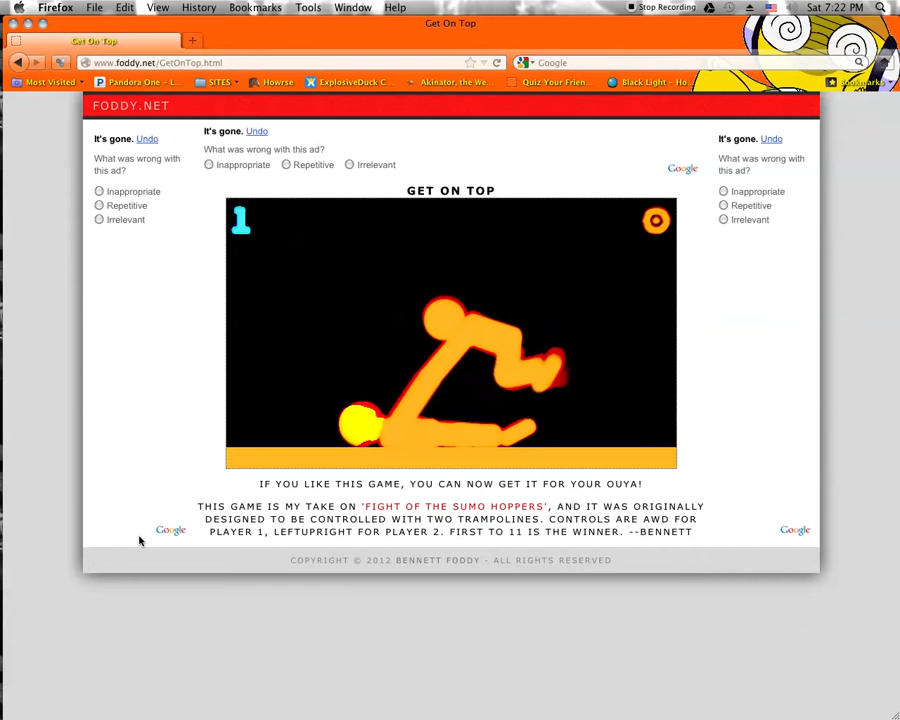 Firefox File Edit View History Bookmarks Tools Window Help Stop Recording Sat 7:22 PM
Get On Top
Get On Top
www.foddy.net/GetOnTop.html Google
Most Visited Pandora One – L... SITES Howrse ExplosiveDuck C... Akinator, the We... Quiz Your Frien... Black Light – Ho... Bookmarks
FODDY.NET
It's gone. Undo
What was wrong with
this ad?
Inappropriate
Repetitive
Irrelevant
It's gone. Undo
What was wrong with this ad?
Inappropriate Repetitive Irrelevant
Google
It's gone. Undo
What was wrong with
this ad?
Inappropriate
Repetitive
Irrelevant
GET ON TOP
1 0
IF YOU LIKE THIS GAME, YOU CAN NOW GET IT FOR YOUR OUYA!
THIS GAME IS MY TAKE ON 'FIGHT OF THE SUMO HOPPERS', AND IT WAS ORIGINALLY
DESIGNED TO BE CONTROLLED WITH TWO TRAMPOLINES. CONTROLS ARE AWD FOR
PLAYER 1, LEFTUPRIGHT FOR PLAYER 2. FIRST TO 11 IS THE WINNER. --BENNETT
Google
Google
COPYRIGHT © 2012 BENNETT FODDY - ALL RIGHTS RESERVED